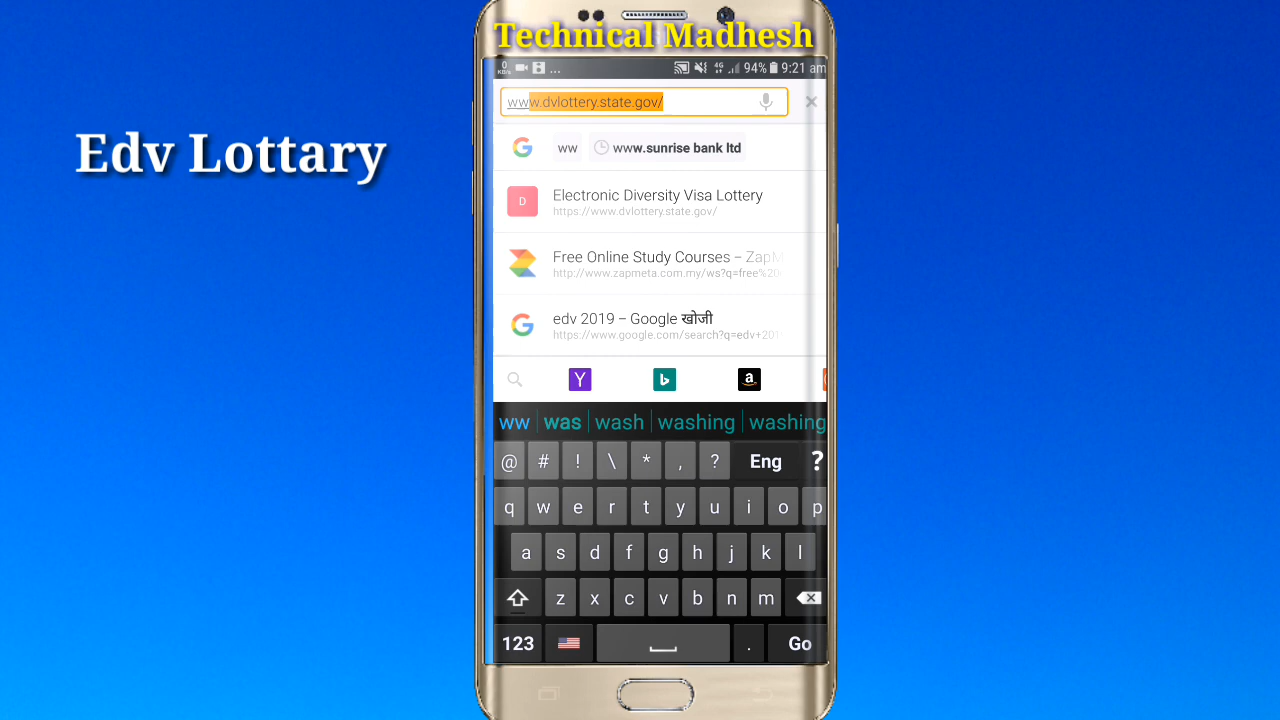 Technical Madhesh
Edv Lottary
0
KB/s
...
4G
94%
9:21 am
www.dvlottery.state.gov/
ww
www.sunrise bank ltd
D
Electronic Diversity Visa Lottery
https://www.dvlottery.state.gov/
Free Online Study Courses – ZapM
http://www.zapmeta.com.my/ws?q=free%20
edv 2019 – Google खोजी
https://www.google.com/search?q=edv+201
ww was wash washing washing
@ # ! \ * , ? Eng ?
q w e r t y u i o p
a s d f g h j k l
z x c v b n m
123 . Go